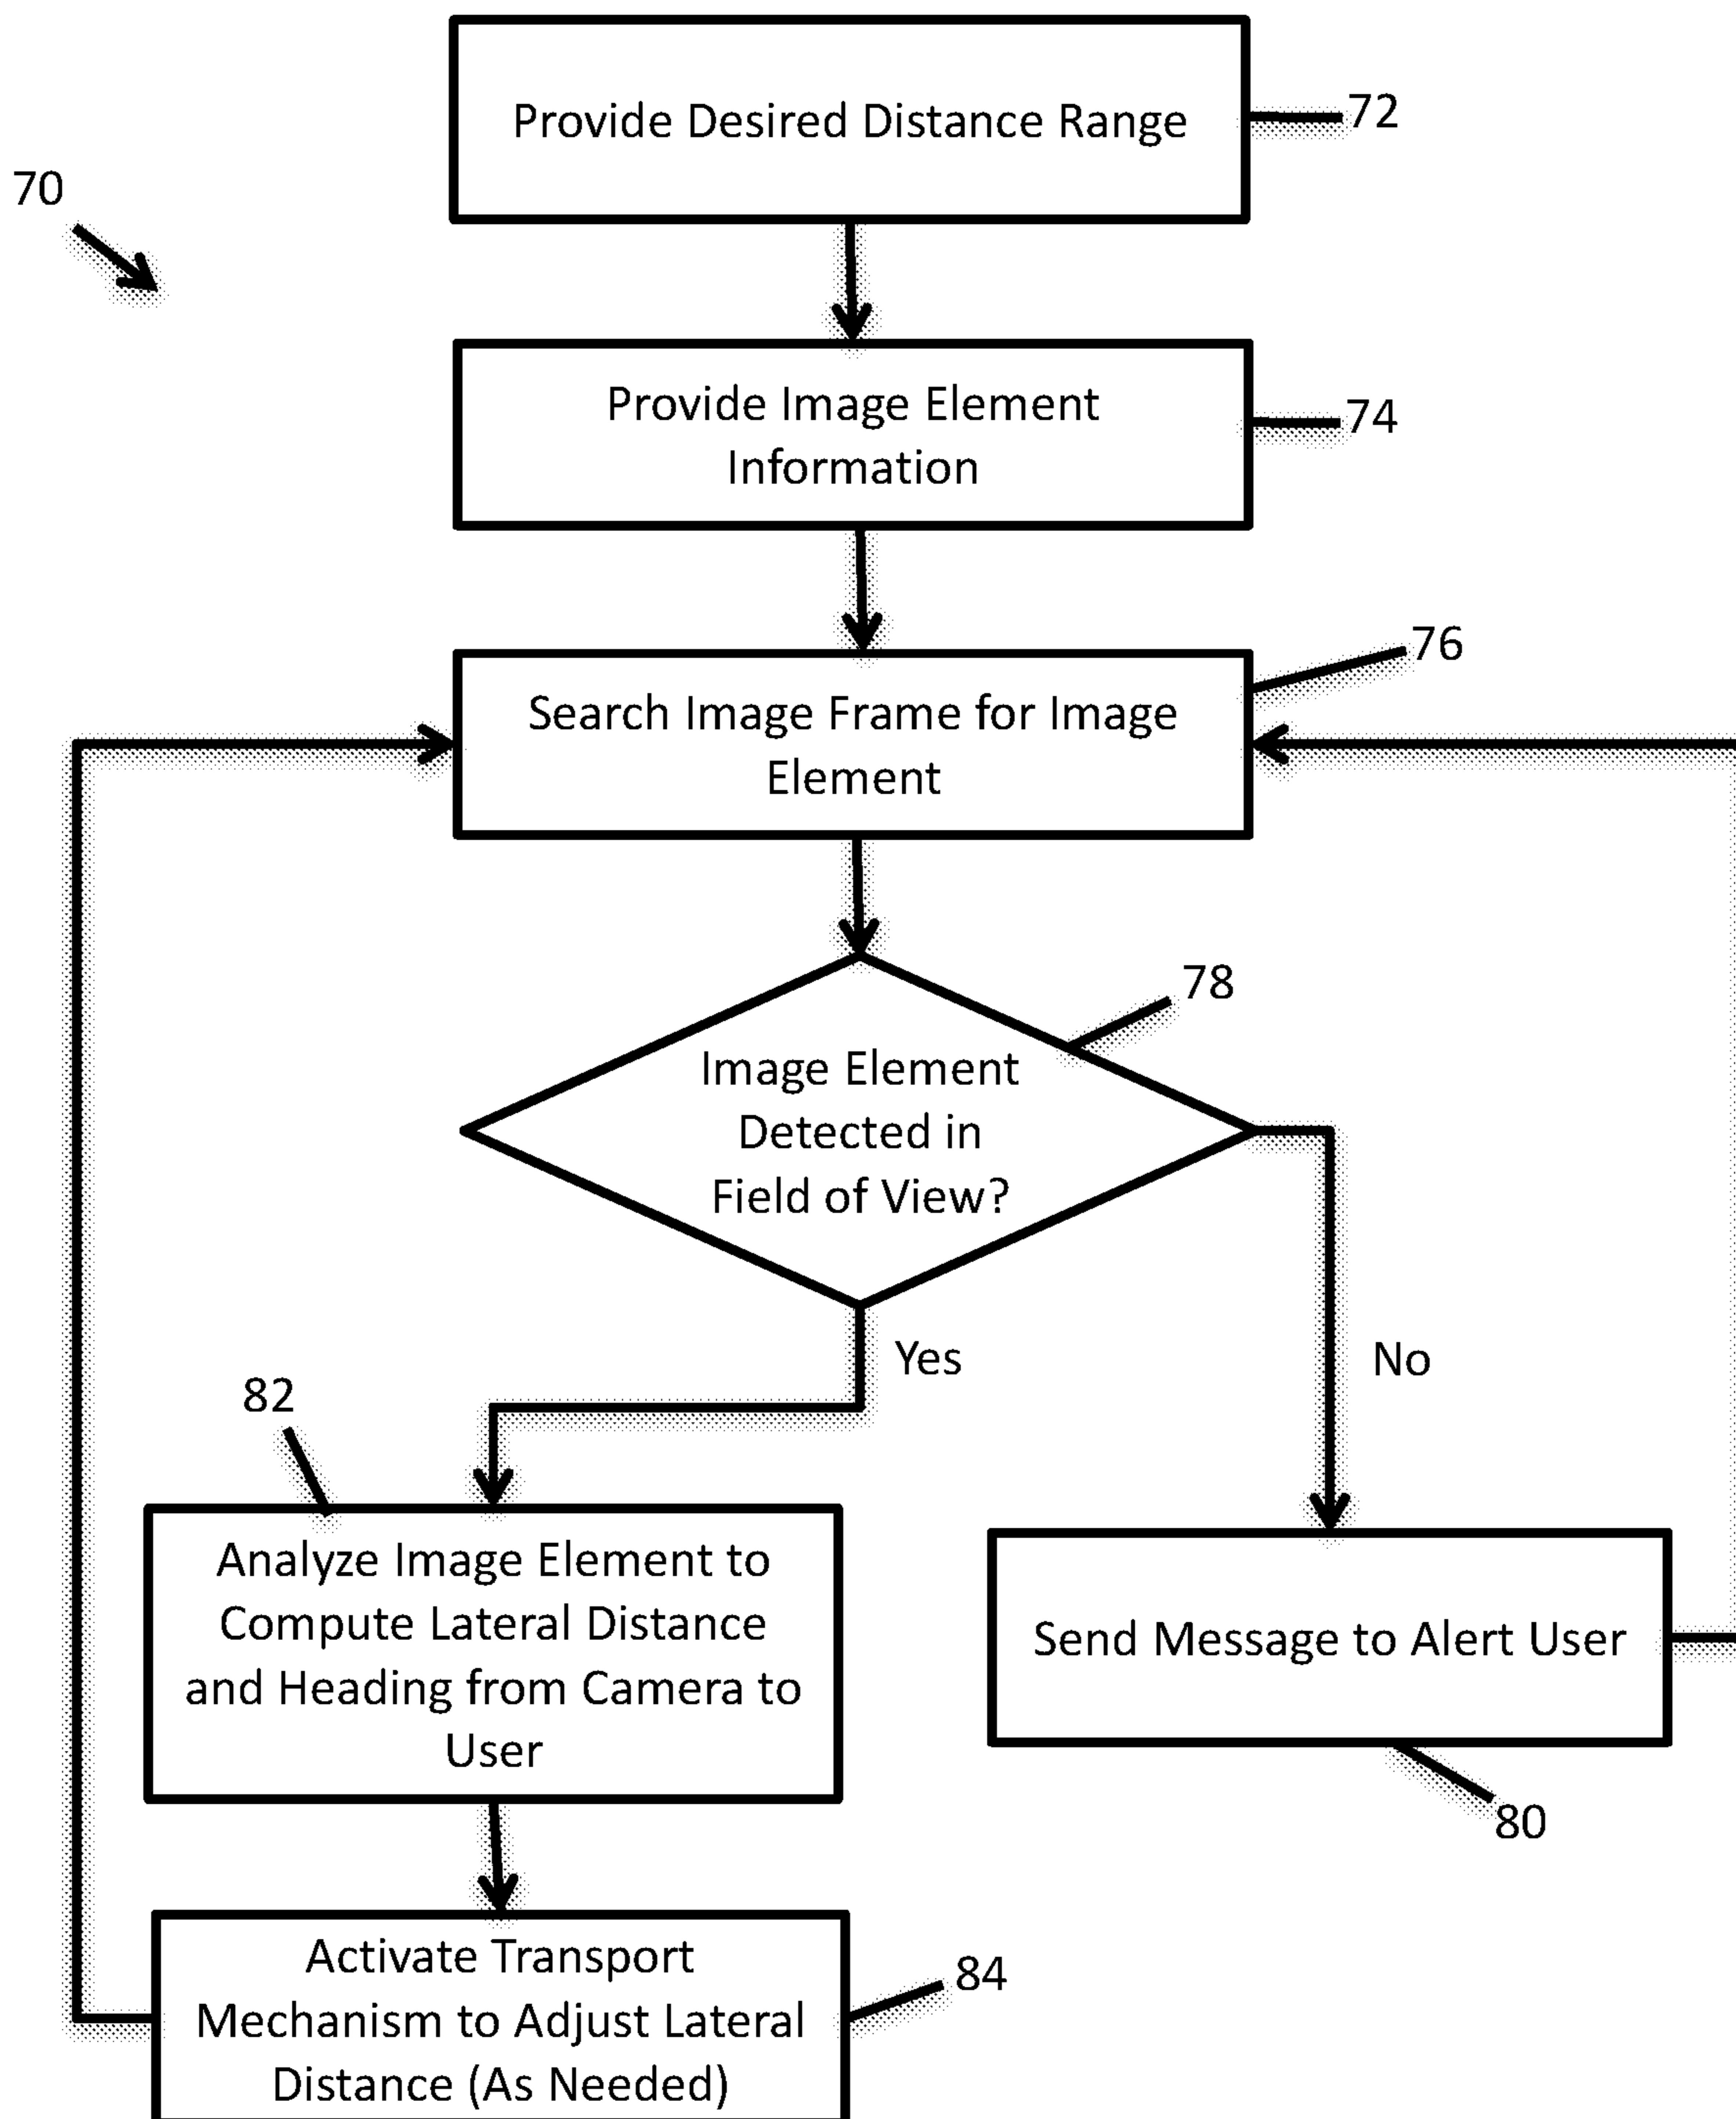 Provide Desired Distance Range
72
70
Provide Image Element
Information
74
76
Search Image Frame for Image
Element
78
Image Element
Detected in
Field of View?
Yes
No
82
Analyze Image Element to
Compute Lateral Distance
and Heading from Camera to
User
Send Message to Alert User
80
Activate Transport
Mechanism to Adjust Lateral
Distance (As Needed)
84